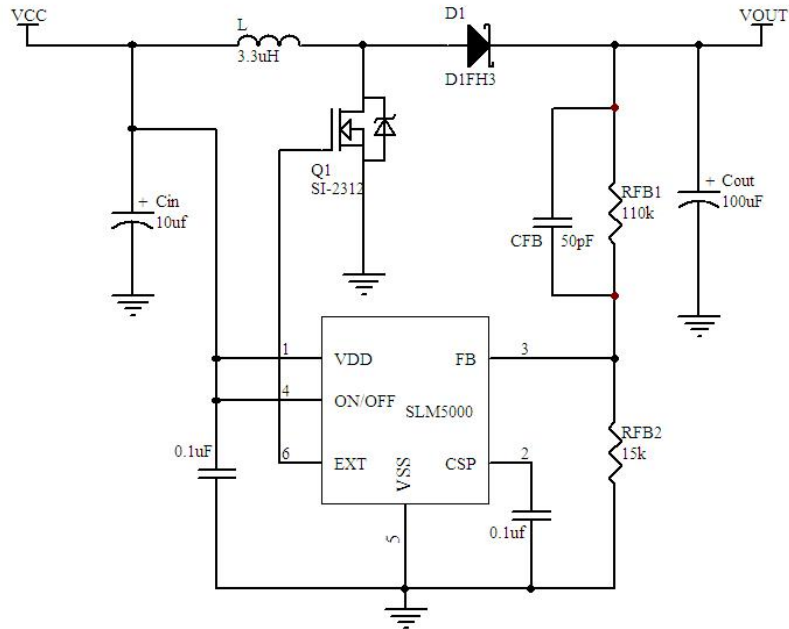 VCC
L
3.3uH
D1
D1FH3
VOUT
Q1
SI-2312
+ Cin
10uf
RFB1
110k
+ Cout
100uF
CFB
50pF
1
VDD
FB
3
4
ON/OFF
SLM5000
0.1uF
6
EXT
VSS
CSP
2
RFB2
15k
0.1uf
5